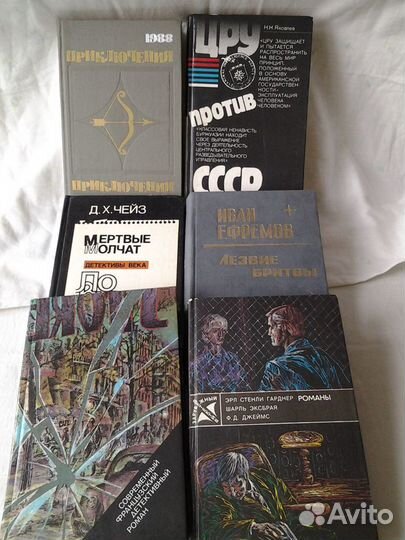 1988
ПРИКЛЮЧЕНИЯ
ПРИКЛЮЧЕНИЯ
Н.Н.Яковлев
ЦРУ
«ЦРУ ЗАЩИЩАЕТ
И ПЫТАЕТСЯ
РАСПРОСТРАНИТЬ
НА ВЕСЬ МИР
ПРИНЦИП,
ПОЛОЖЕННЫЙ
В ОСНОВУ
АМЕРИКАНСКОЙ
ГОСУДАРСТВЕН-
НОСТИ -
ЭКСПЛУАТАЦИЯ
ЧЕЛОВЕКА
ЧЕЛОВЕКОМ»
против
«КЛАССОВАЯ НЕНАВИСТЬ
БУРЖУАЗИИ НАХОДИТ
СВОЕ ВЫРАЖЕНИЕ
ЧЕРЕЗ ДЕЯТЕЛЬНОСТЬ
ЦЕНТРАЛЬНОГО
РАЗВЕДЫВАТЕЛЬНОГО
УПРАВЛЕНИЯ»
СССР
Д.Х.ЧЕЙЗ
МЕРТВЫЕ
МОЛЧАТ
ДЕТЕКТИВЫ ВЕКА
ИВАН
ЕФРЕМОВ
ЛЕЗВИЕ
БРИТВЫ
СОВРЕМЕННЫЙ
ФРАНЦУЗСКИЙ
ДЕТЕКТИВНЫЙ
РОМАН
ЭРЛ СТЕНЛИ ГАРДНЕР РОМАНЫ
ШАРЛЬ ЭКСБРАЯ
Ф.Д.ДЖЕЙМС
Avito